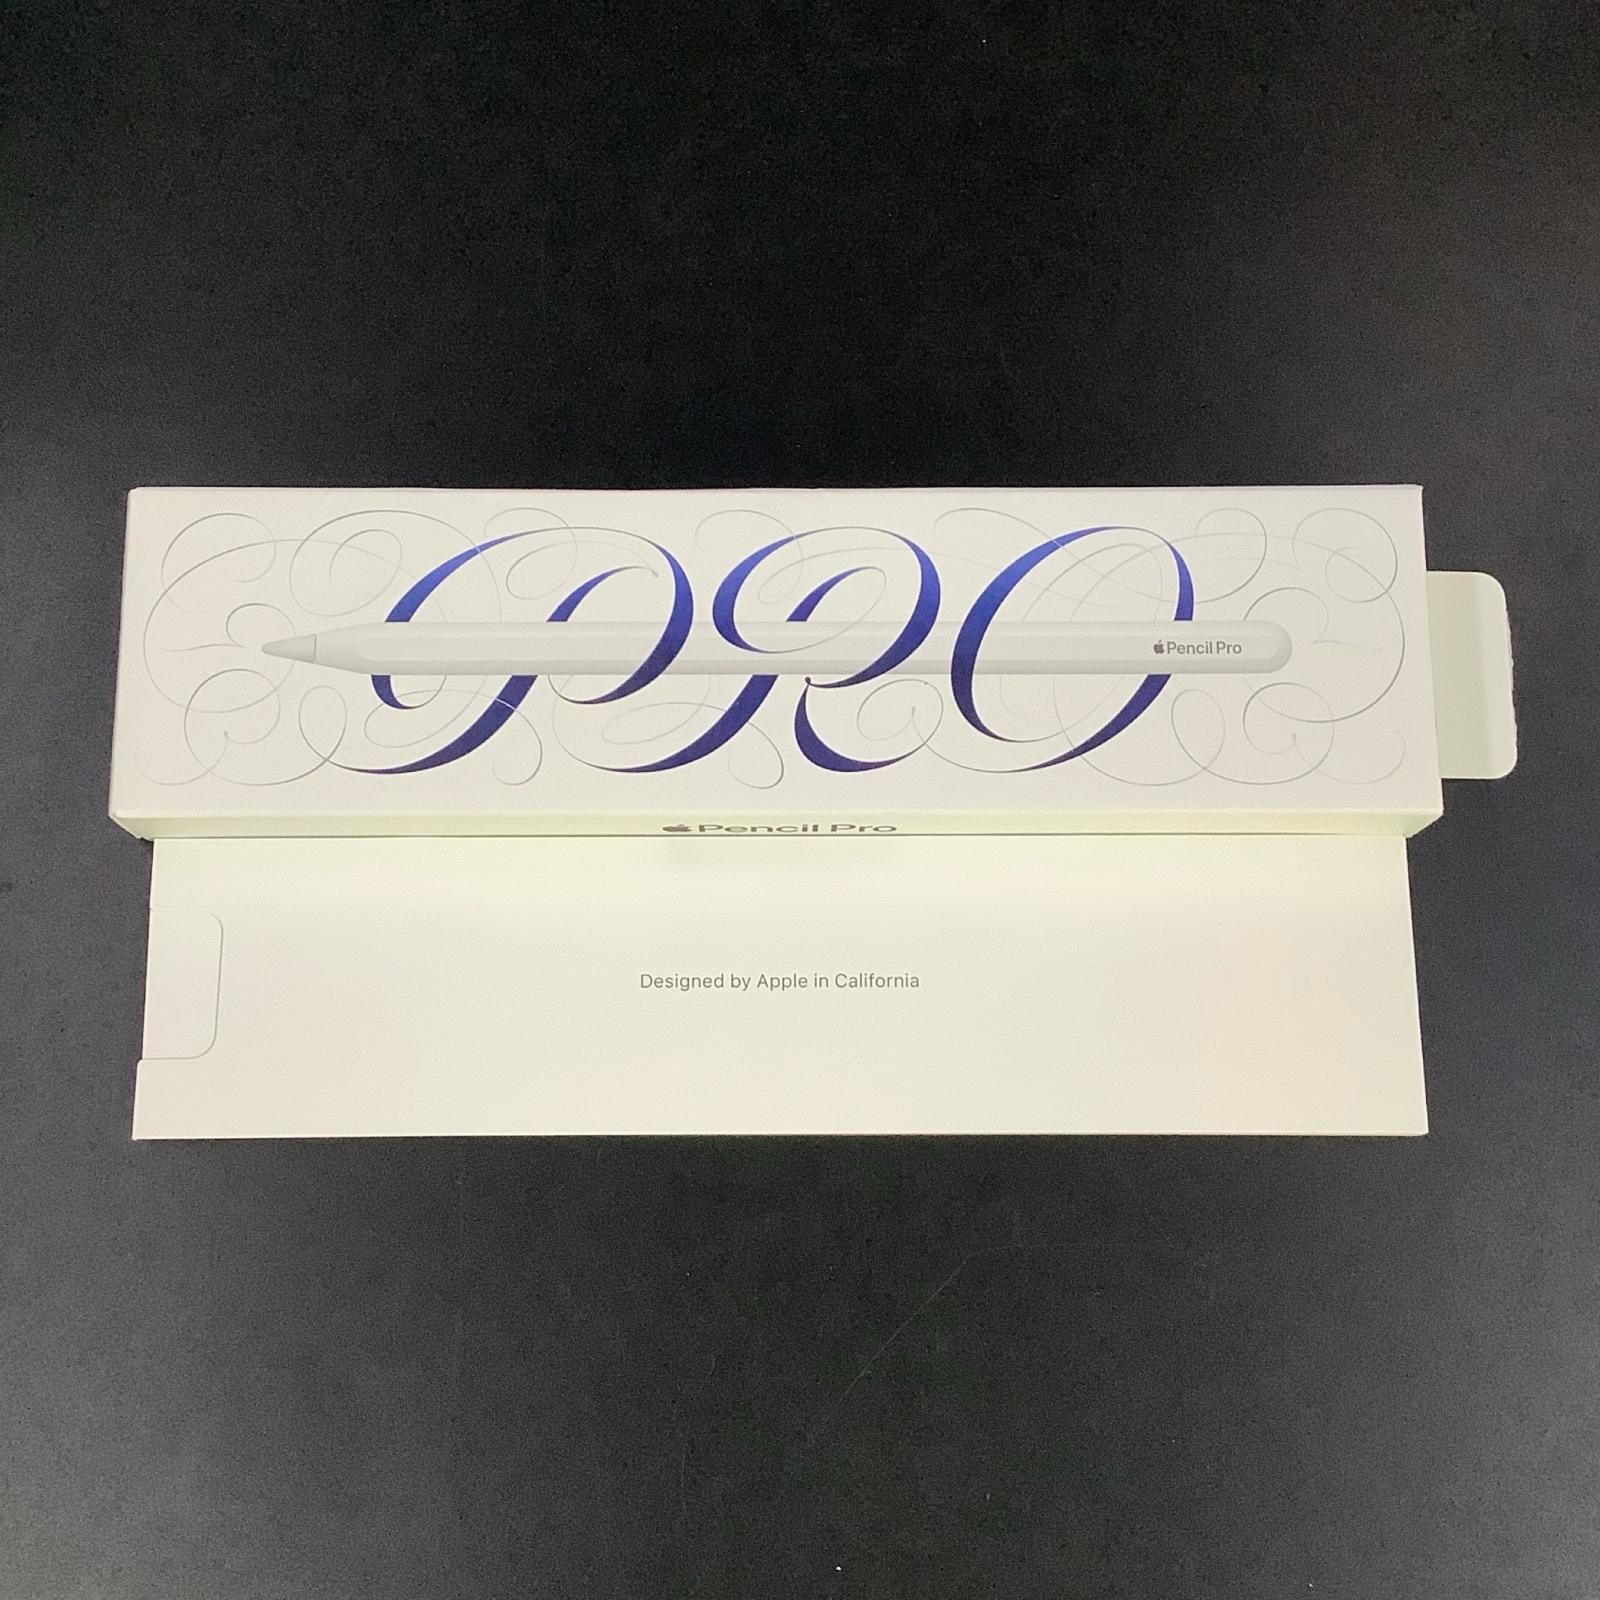 PRO
Pencil Pro
Pencil Pro
Designed by Apple in California